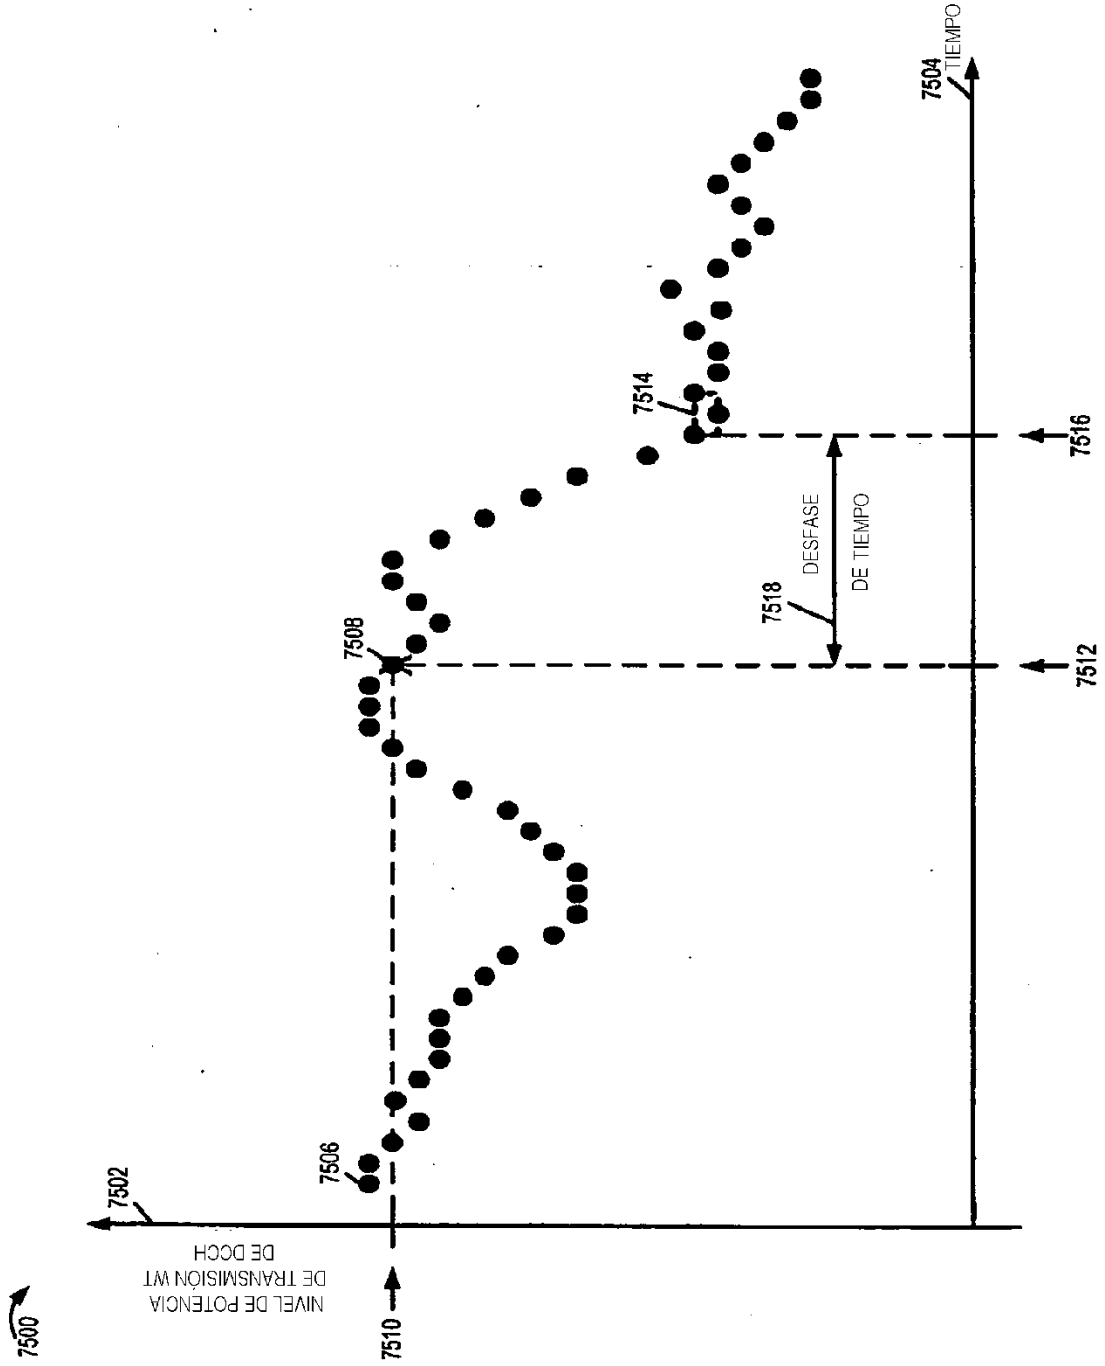 7500
7502
NIVEL DE POTENCIA
DE TRANSMISIÓN WT
DE DCCH
7510
7506
7508
7514
7518
DESFASE
DE TIEMPO
7512
7516
7504
TIEMPO